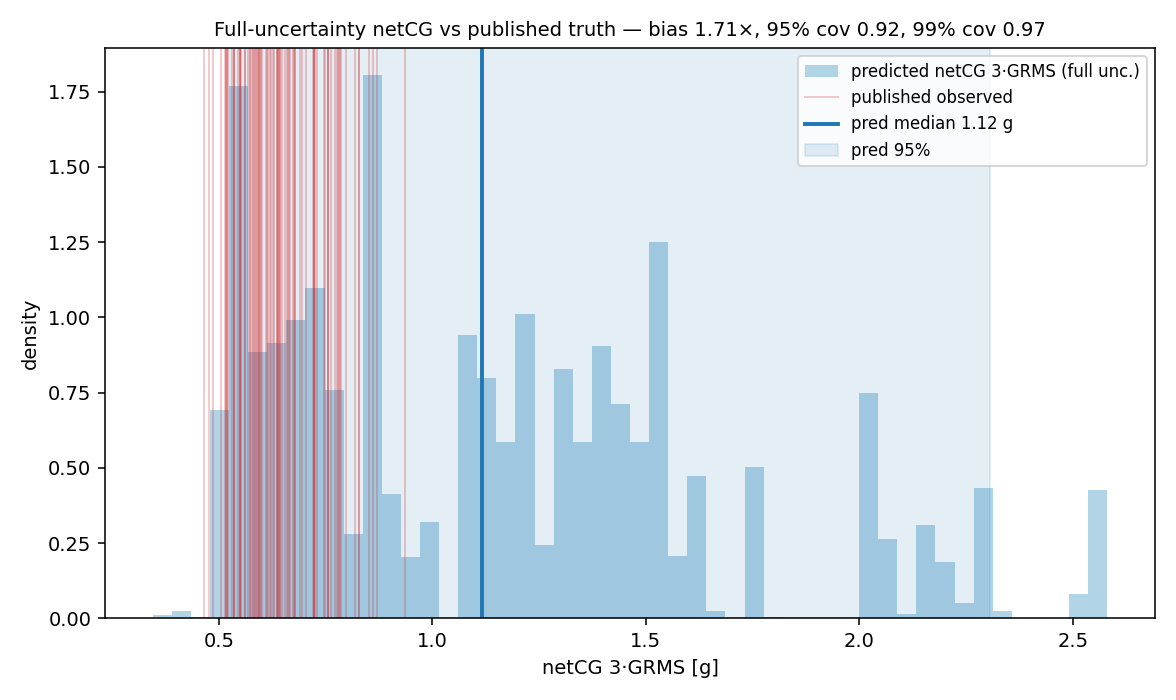 Full-uncertainty netCG vs published truth — bias 1.71×, 95% cov 0.92, 99% cov 0.97
predicted netCG 3·GRMS (full unc.)
published observed
pred median 1.12 g
pred 95%
density
1.75
1.50
1.25
1.00
0.75
0.50
0.25
0.00
0.5
1.0
1.5
2.0
2.5
netCG 3·GRMS [g]